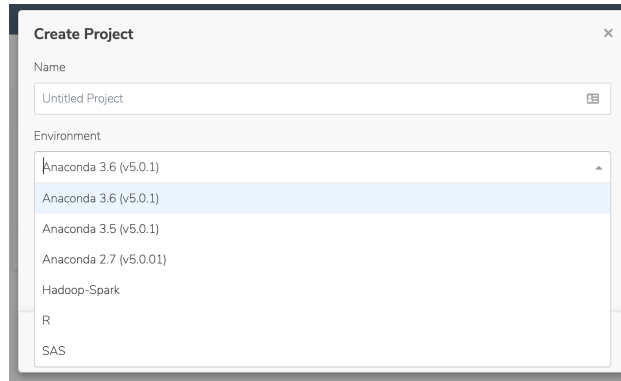 Create Project
Name
Untitled Project
Environment
Anaconda 3.6 (v5.0.1)
Anaconda 3.6 (v5.0.1)
Anaconda 3.5 (v5.0.1)
Anaconda 2.7 (v5.0.01)
Hadoop-Spark
R
SAS